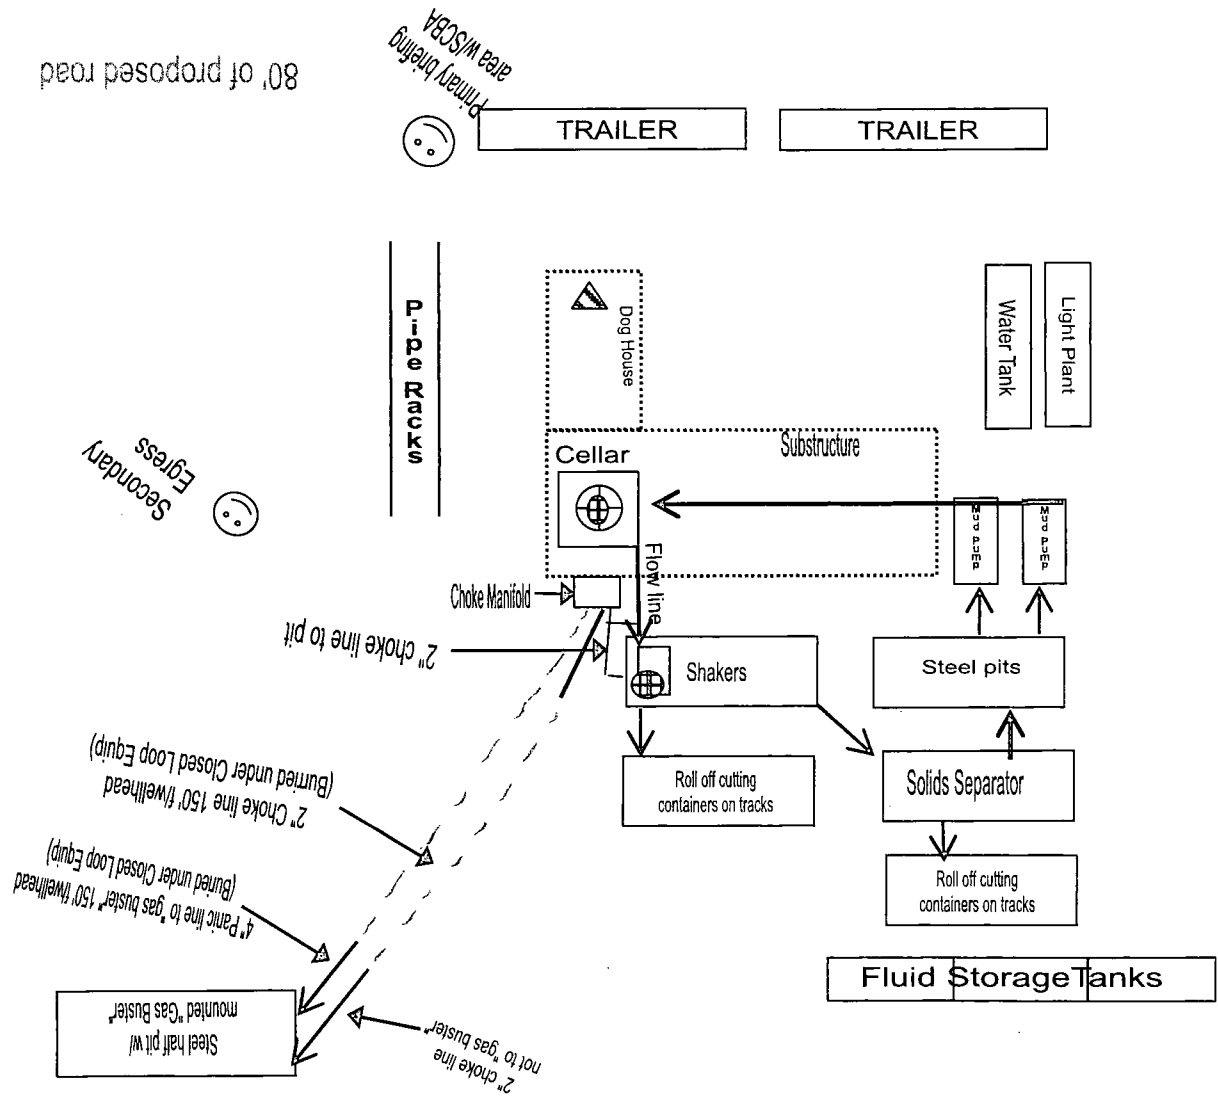 80' of proposed road
Primary briefing
area w/SCBA
TRAILER
TRAILER
Pipe Racks
Dog House
Water Tank
Light Plant
Substructure
Cellar
Secondary
Egress
Mud pump
Mud pump
Flow line
Choke Manifold
2" choke line to pit
Shakers
Steel pits
Roll off cutting
containers on tracks
Solids Separator
2" Choke line 150' f/wellhead
(Burried under Closed Loop Equip)
4" Panic line to "gas buster" 150' f/wellhead
(Buried under Closed Loop Equip)
Roll off cutting
containers on tracks
Fluid StorageTanks
Steel half pit w/
mounted "Gas Buster"
2" choke line
not to "gas buster"